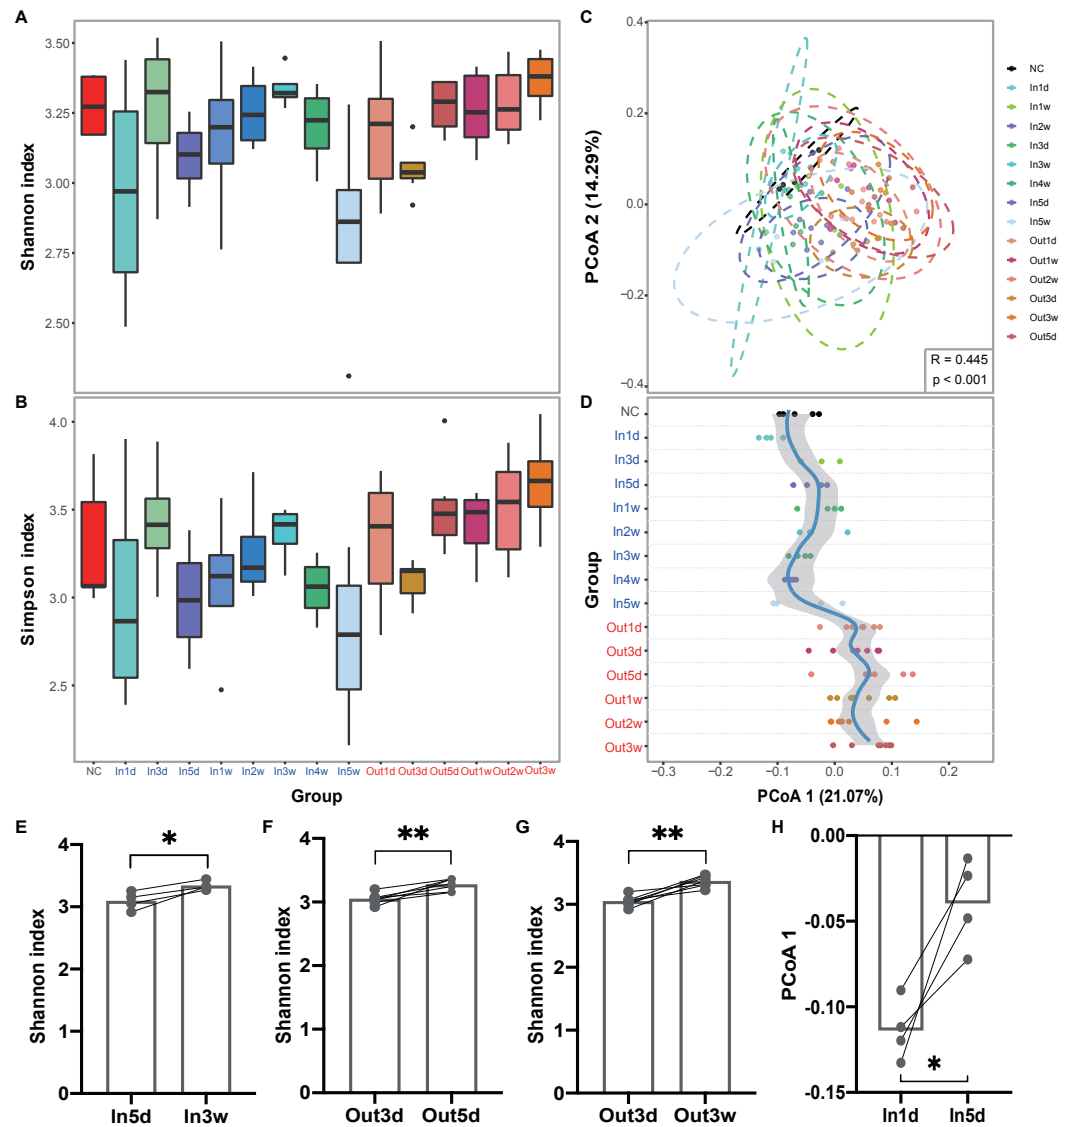 A
Shannon index
3.50
3.25
3.00
2.75
2.50
B
Simpson index
4.0
3.5
3.0
2.5
NC In1d In3d In5d In1w In2w In3w In4w In5w Out1d Out3d Out5d Out1w Out2w Out3w
Group
C
PCoA 2 (14.29%)
0.4
0.2
0.0
−0.2
−0.4
R = 0.445
p < 0.001
NC
In1d
In1w
In2w
In3d
In3w
In4w
In5d
In5w
Out1d
Out1w
Out2w
Out3d
Out3w
Out5d
D
Group
NC
In1d
In3d
In5d
In1w
In2w
In3w
In4w
In5w
Out1d
Out3d
Out5d
Out1w
Out2w
Out3w
−0.3 −0.2 −0.1 0.0 0.1 0.2
PCoA 1 (21.07%)
E
Shannon index
4
3
2
1
0
*
In5d In3w
F
Shannon index
4
3
2
1
0
**
Out3d Out5d
G
Shannon index
4
3
2
1
0
**
Out3d Out3w
H
PCoA 1
0.00
-0.05
-0.10
-0.15
*
In1d In5d